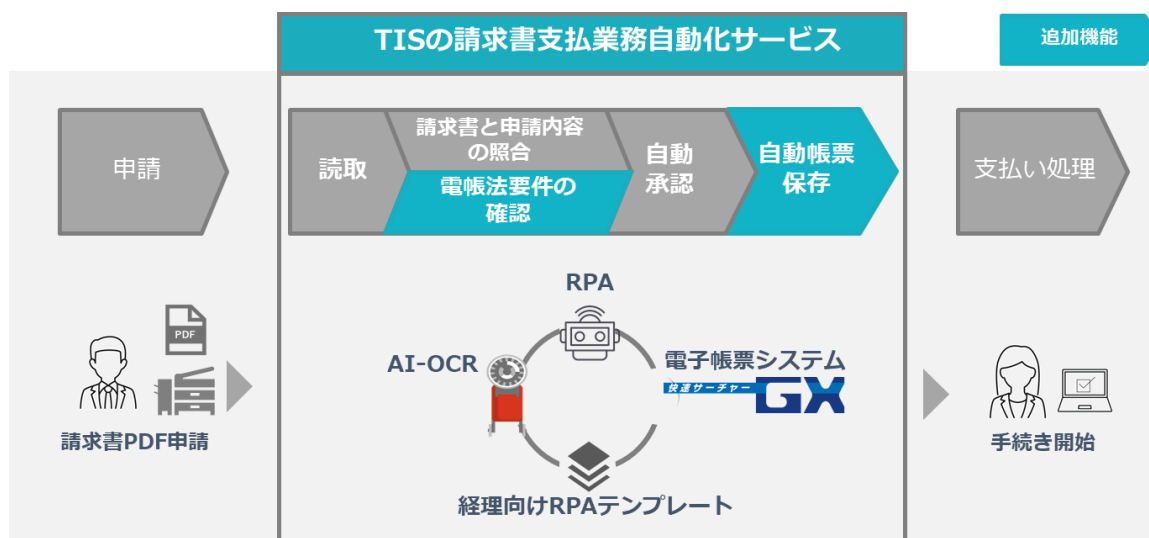 TISの請求書支払業務自動化サービス
追加機能
申請
読取
請求書と申請内容
の照合
電帳法要件の
確認
自動
承認
自動帳票
保存
支払い処理
RPA
AI-OCR
電子帳票システム
快速サーチャー
GX
PDF
請求書PDF申請
手続き開始
経理向けRPAテンプレート